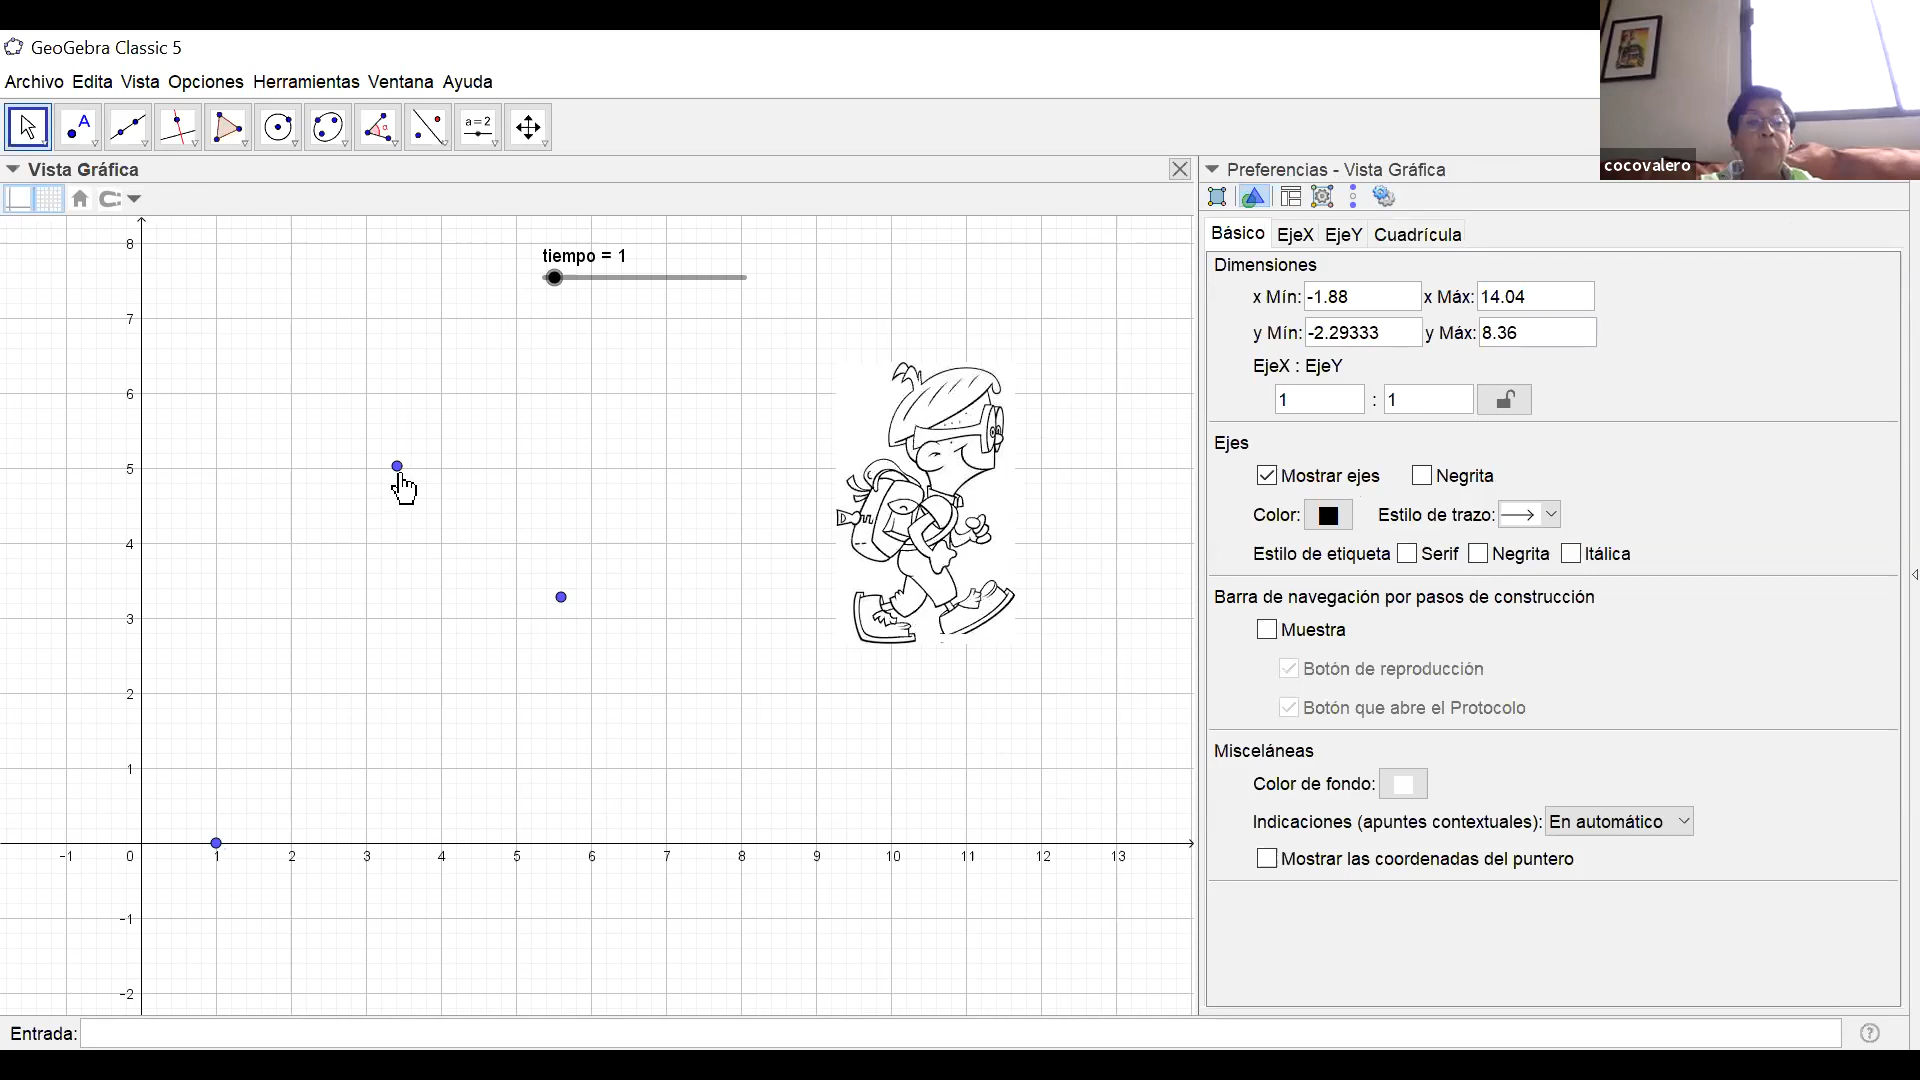 GeoGebra Classic 5
Archivo Edita Vista Opciones Herramientas Ventana Ayuda
A
a=2
cocovalero
Vista Gráfica
Preferencias - Vista Gráfica
Básico EjeX EjeY Cuadrícula
Dimensiones
x Mín: -1.88 x Máx: 14.04
y Mín: -2.29333 y Máx: 8.36
EjeX : EjeY
1 : 1
Ejes
Mostrar ejes Negrita
Color: Estilo de trazo:
Estilo de etiqueta Serif Negrita Itálica
Barra de navegación por pasos de construcción
Muestra
Botón de reproducción
Botón que abre el Protocolo
Misceláneas
Color de fondo:
Indicaciones (apuntes contextuales): En automático
Mostrar las coordenadas del puntero
tiempo = 1
8
7
6
5
4
3
2
1
-1 0 1 2 3 4 5 6 7 8 9 10 11 12 13
-1
-2
Entrada:
?